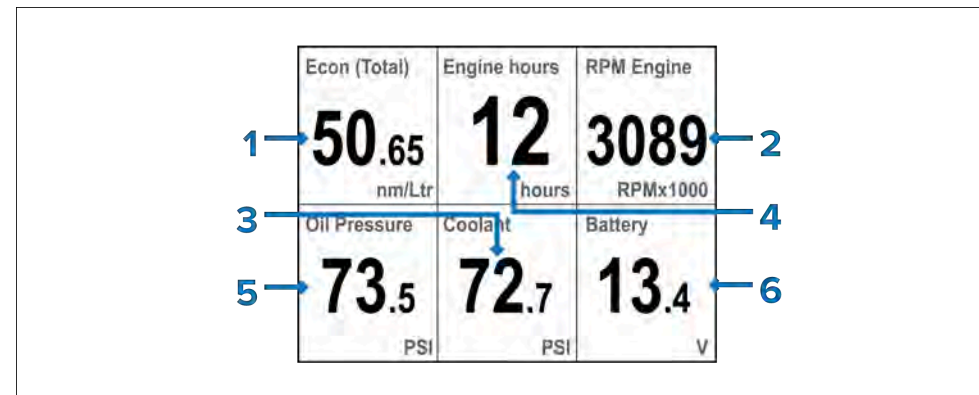 Econ (Total) Engine hours RPM Engine
1 50.65 12 3089 2
nm/Ltr hours RPMx1000
3 4
Oil Pressure Coolant Battery
5 73.5 72.7 13.4 6
PSI PSI V